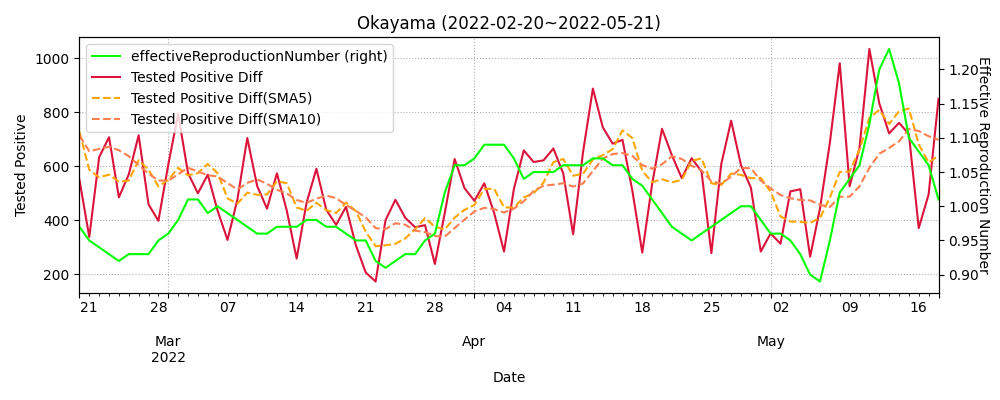 Okayama (2022-02-20~2022-05-21)
effectiveReproductionNumber (right)
Tested Positive Diff
Tested Positive Diff(SMA5)
Tested Positive Diff(SMA10)
Tested Positive
1000
800
600
400
200
Effective Reproduction Number
1.20
1.15
1.10
1.05
1.00
0.95
0.90
21 28 07 14 21 28 04 11 18 25 02 09 16
Mar Apr May
2022
Date